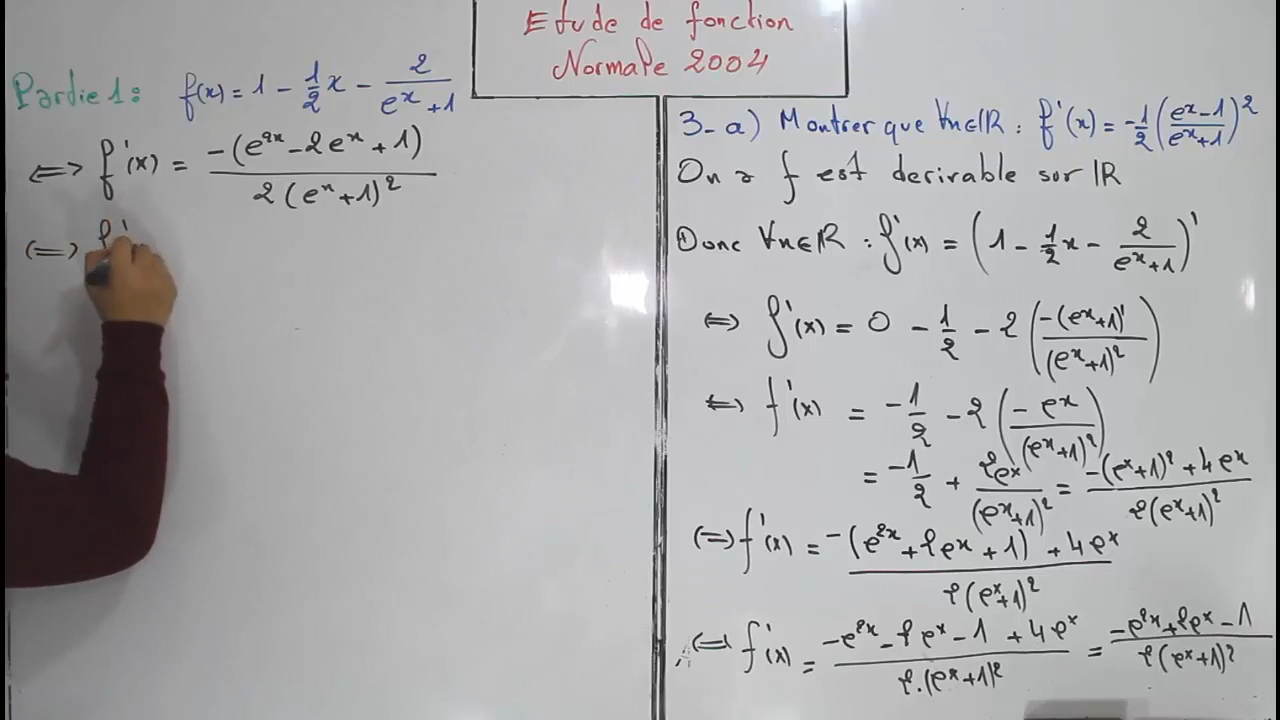 Etude de fonction
Normale 2004
Partie 1 : f(x) = 1 - 1/2 x - 2/(e^x + 1)
⟺ f'(x) = -(e^2x - 2e^x + 1) / 2(e^x + 1)^2
⟺ f'
3-a) Montrer que ∀x∈IR : f'(x) = -1/2 ((e^x - 1)/(e^x + 1))^2
On a f est derirable sur IR
Donc ∀x∈IR : f'(x) = (1 - 1/2 x - 2/(e^x + 1))'
⟺ f'(x) = 0 - 1/2 - 2 (-(e^x + 1)' / (e^x + 1)^2)
⟺ f'(x) = -1/2 - 2 (-e^x / (e^x + 1)^2)
= -1/2 + 2e^x / (e^x + 1)^2 = (-(e^x + 1)^2 + 4e^x) / 2(e^x + 1)^2
⟺ f'(x) = (-(e^2x + 2e^x + 1) + 4e^x) / 2(e^x + 1)^2
⟺ f'(x) = (-e^2x - 2e^x - 1 + 4e^x) / 2.(e^x + 1)^2 = (-e^2x + 2e^x - 1) / 2(e^x + 1)^2